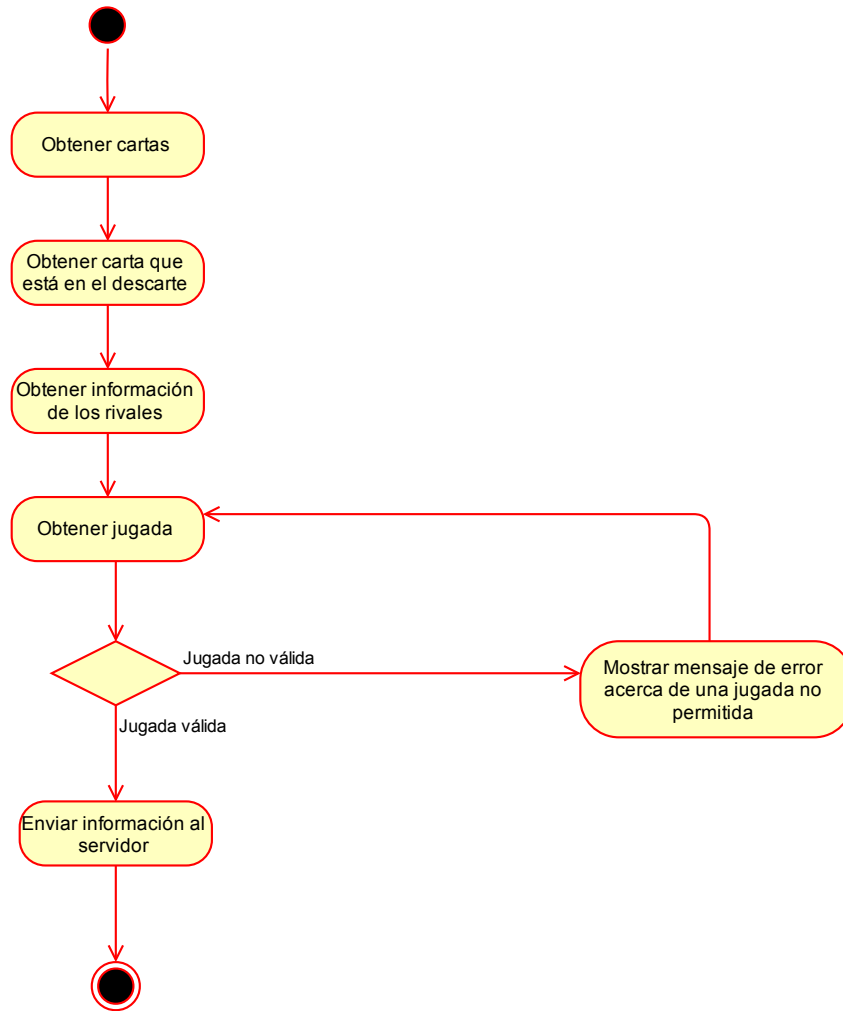 Obtener cartas
Obtener carta que
está en el descarte
Obtener información
de los rivales
Obtener jugada
Jugada no válida
Mostrar mensaje de error
acerca de una jugada no
permitida
Jugada válida
Enviar información al
servidor